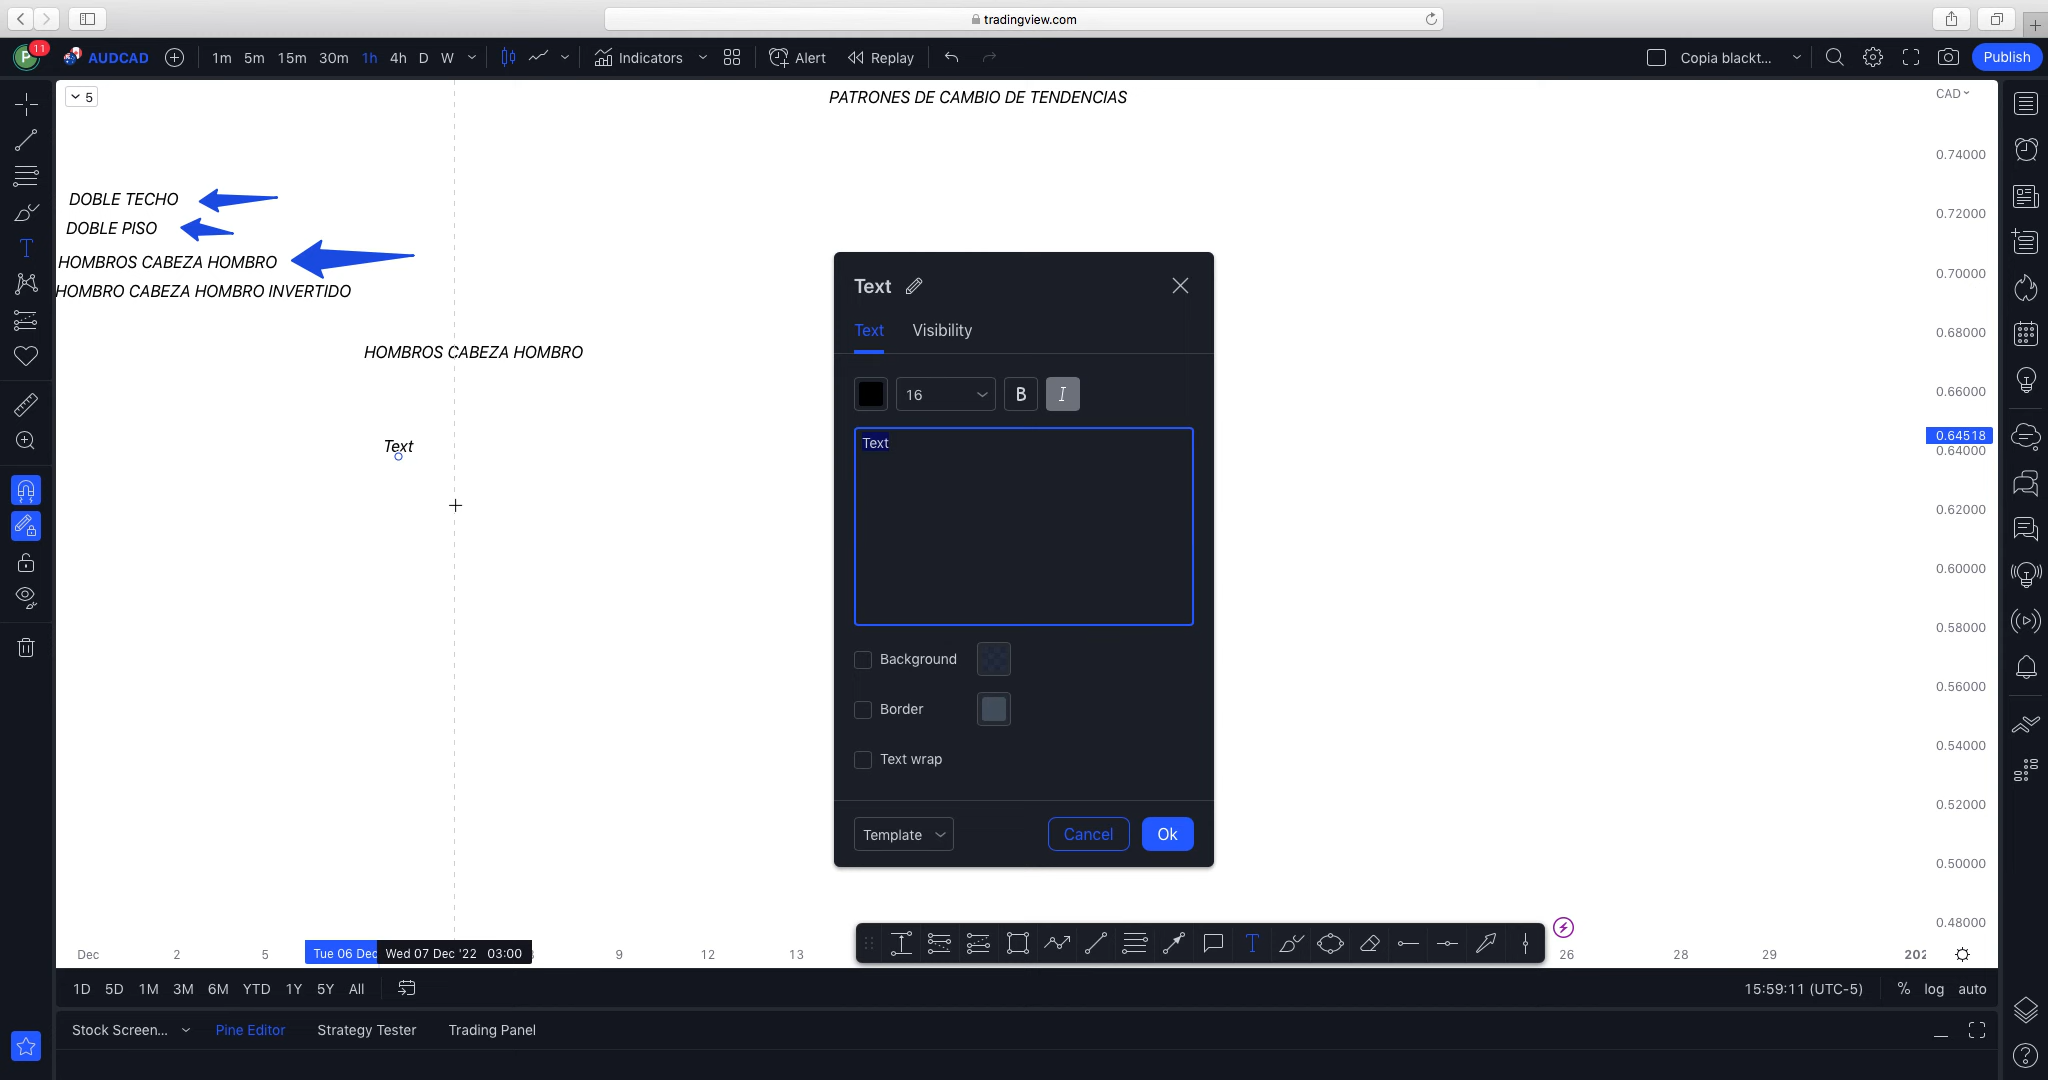 tradingview.com
P 11 AUDCAD 1m 5m 15m 30m 1h 4h D W Indicators Alert Replay Copia blackt... Publish
5
PATRONES DE CAMBIO DE TENDENCIAS
CAD
DOBLE TECHO
DOBLE PISO
HOMBROS CABEZA HOMBRO
HOMBRO CABEZA HOMBRO INVERTIDO
HOMBROS CABEZA HOMBRO
Text
Text
Text Visibility
16 B I
Text
Background
Border
Text wrap
Template Cancel Ok
0.74000
0.72000
0.70000
0.68000
0.66000
0.64518
0.64000
0.62000
0.60000
0.58000
0.56000
0.54000
0.52000
0.50000
0.48000
Dec 2 5 Tue 06 Dec Wed 07 Dec '22 03:00 9 12 13 26 28 29 202
1D 5D 1M 3M 6M YTD 1Y 5Y All 15:59:11 (UTC-5) % log auto
Stock Screen... Pine Editor Strategy Tester Trading Panel